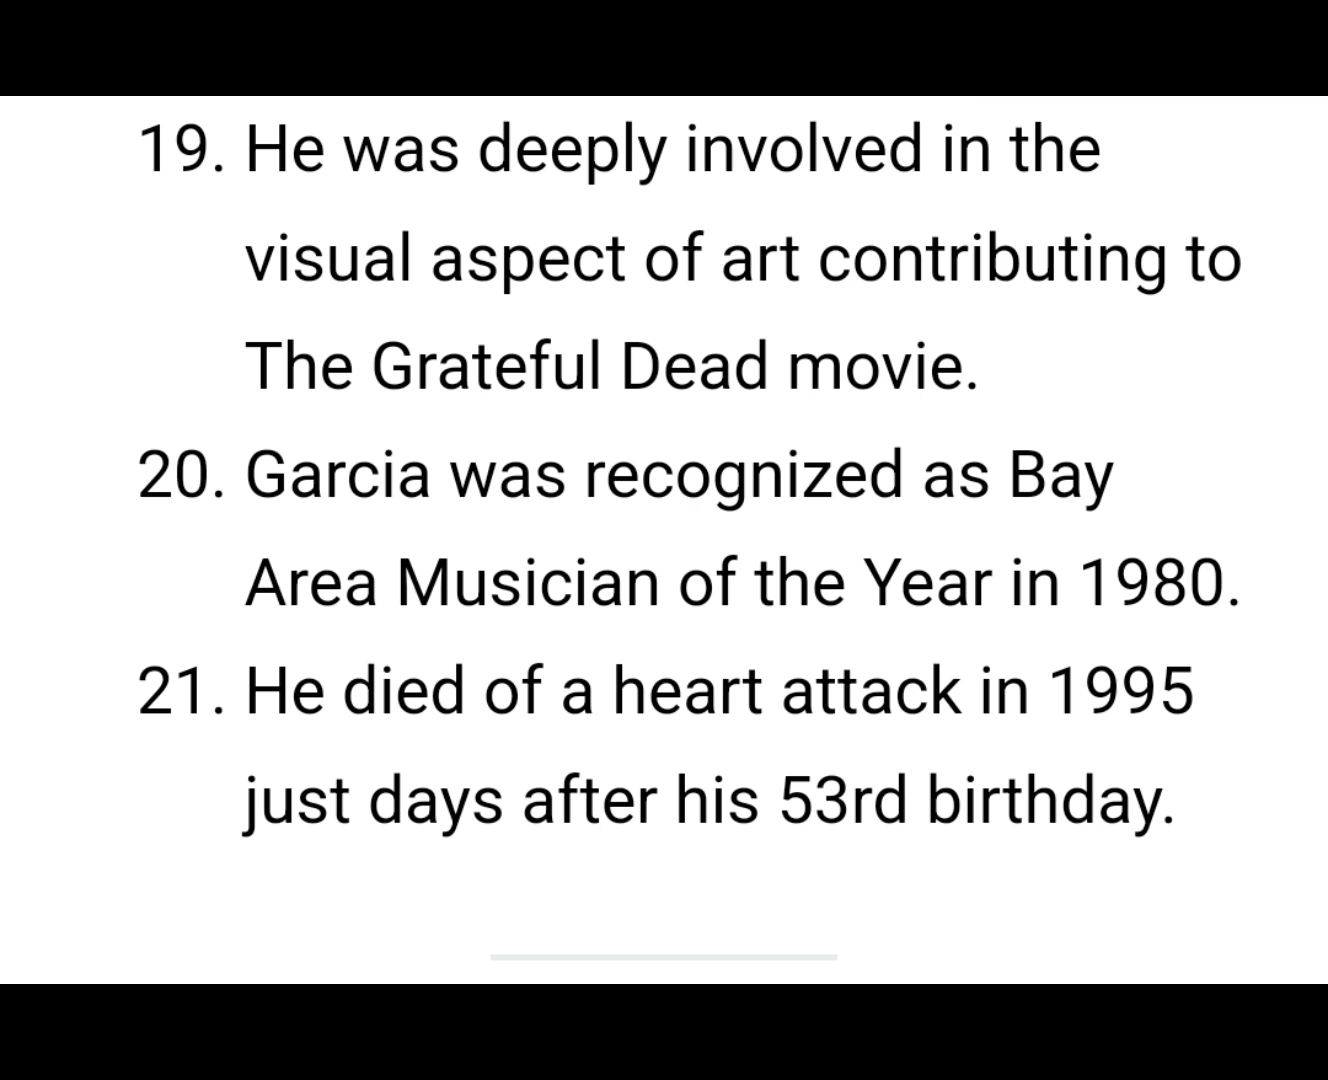 19. He was deeply involved in the
visual aspect of art contributing to
The Grateful Dead movie.
20. Garcia was recognized as Bay
Area Musician of the Year in 1980.
21. He died of a heart attack in 1995
just days after his 53rd birthday.